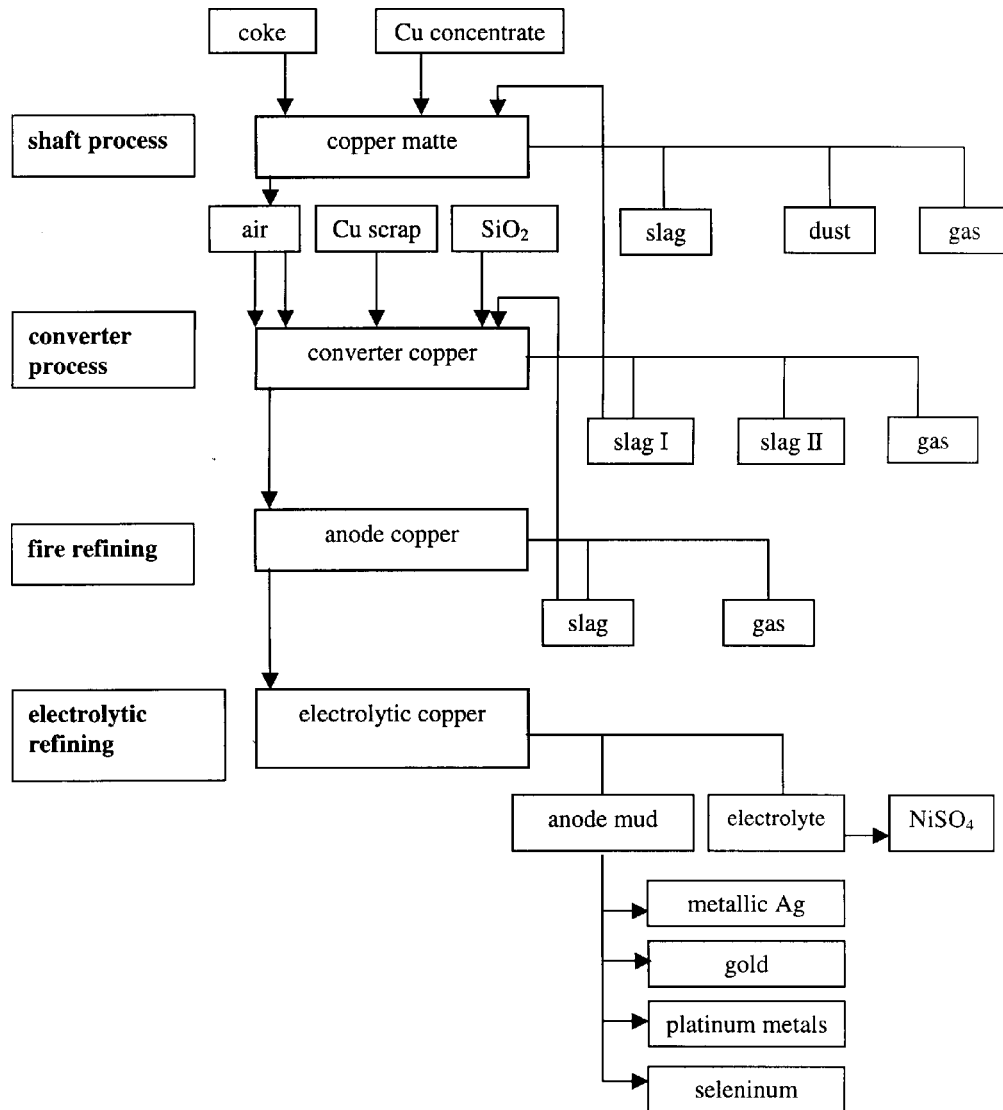 coke
Cu concentrate
shaft process
copper matte
air
Cu scrap
SiO₂
slag
dust
gas
converter
process
converter copper
slag I
slag II
gas
fire refining
anode copper
slag
gas
electrolytic
refining
electrolytic copper
anode mud
electrolyte
NiSO₄
metallic Ag
gold
platinum metals
seleninum